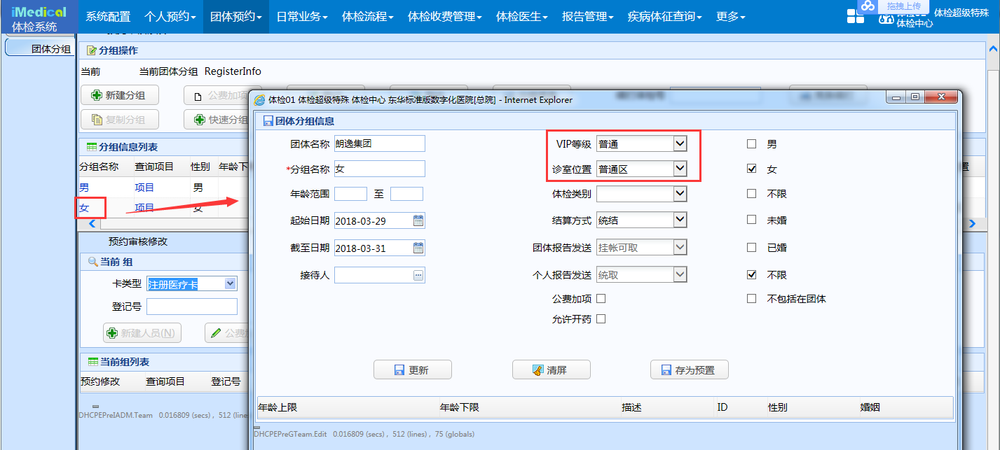 iMedical
体检系统
系统配置 个人预约 团体预约 日常业务 体检流程 体检收费管理 体检医生 报告管理 疾病体征查询 更多
拖拽上传
体检超级特殊
体检中心
团体分组
分组操作
当前 当前团体分组 RegisterInfo
新建分组 公费加项
复制分组 快速分组
分组信息列表
分组名称 查询项目 性别 年龄下 置
男 项目 男
女 项目 女
预约审核修改
当前 组
卡类型 注册医疗卡
登记号
新建人员(N) 公费
当前组列表
预约修改 查询项目 登记号
DHCPEPreIADM.Team 0.016809 (secs) , 512 (line
体检01 体检超级特殊 体检中心 东华标准版数字化医院[总院] - Internet Explorer
团体分组信息
团体名称 朗逸集团 VIP等级 普通 男
*分组名称 女 诊室位置 普通区 女
年龄范围 至 体检类别 不限
起始日期 2018-03-29 结算方式 统结 未婚
截至日期 2018-03-31 团体报告发送 挂帐可取 已婚
接待人 个人报告发送 统取 不限
公费加项 不包括在团体
允许开药
更新 清屏 存为预置
年龄上限 年龄下限 描述 ID 性别 婚姻
DHCPEPreGTeam.Edit 0.016809 (secs) , 512 (lines) , 75 (globals)